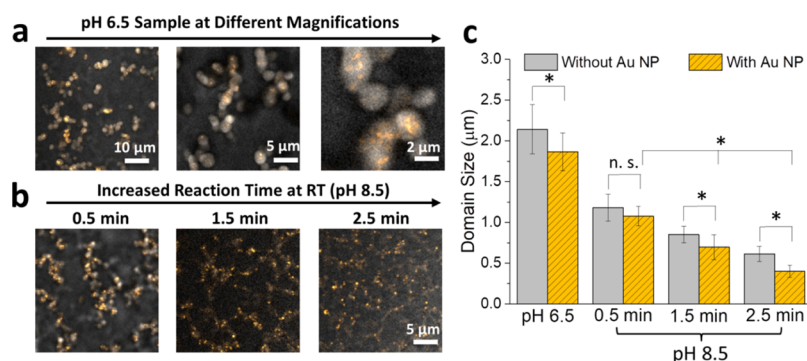 a
pH 6.5 Sample at Different Magnifications
10 μm
5 μm
2 μm
b
Increased Reaction Time at RT (pH 8.5)
0.5 min
1.5 min
2.5 min
5 μm
c
Without Au NP
With Au NP
Domain Size (μm)
3.0
2.5
2.0
1.5
1.0
0.5
0.0
*
n. s.
*
*
*
pH 6.5
0.5 min
1.5 min
2.5 min
pH 8.5